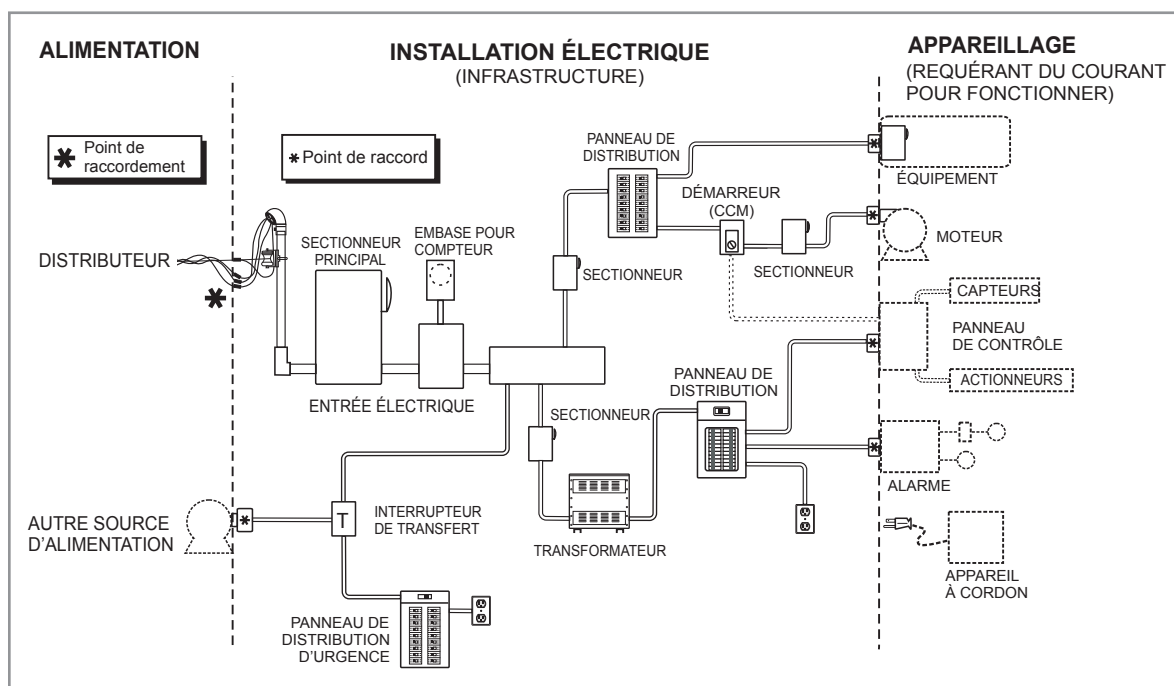 ALIMENTATION
INSTALLATION ÉLECTRIQUE
(INFRASTRUCTURE)
APPAREILLAGE
(REQUÉRANT DU COURANT
POUR FONCTIONNER)
* Point de
raccordement
* Point de raccord
PANNEAU DE
DISTRIBUTION
ÉQUIPEMENT
DÉMARREUR
(CCM)
MOTEUR
SECTIONNEUR
SECTIONNEUR
DISTRIBUTEUR
*
SECTIONNEUR
PRINCIPAL
EMBASE POUR
COMPTEUR
CAPTEURS
PANNEAU
DE CONTRÔLE
ACTIONNEURS
ENTRÉE ÉLECTRIQUE
PANNEAU DE
DISTRIBUTION
SECTIONNEUR
ALARME
AUTRE SOURCE
D’ALIMENTATION
T
INTERRUPTEUR
DE TRANSFERT
TRANSFORMATEUR
APPAREIL
À CORDON
PANNEAU DE
DISTRIBUTION
D’URGENCE